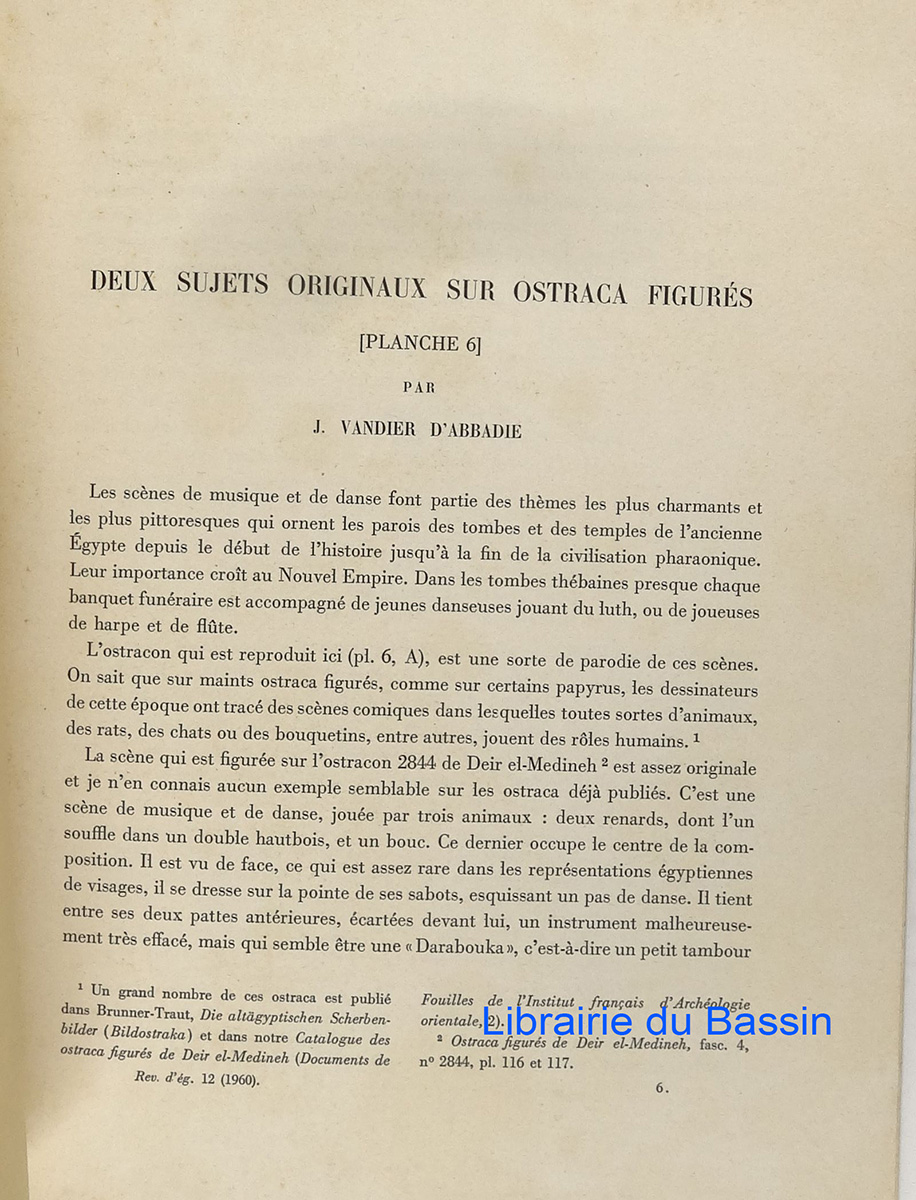 DEUX SUJETS ORIGINAUX SUR OSTRACA FIGURÉS
[PLANCHE 6]
PAR
J. VANDIER D'ABBADIE
Les scènes de musique et de danse font partie des thèmes les plus charmants et
les plus pittoresques qui ornent les parois des tombes et des temples de l'ancienne
Égypte depuis le début de l'histoire jusqu'à la fin de la civilisation pharaonique.
Leur importance croît au Nouvel Empire. Dans les tombes thébaines presque chaque
banquet funéraire est accompagné de jeunes danseuses jouant du luth, ou de joueuses
de harpe et de flûte.
L'ostracon qui est reproduit ici (pl. 6, A), est une sorte de parodie de ces scènes.
On sait que sur maints ostraca figurés, comme sur certains papyrus, les dessinateurs
de cette époque ont tracé des scènes comiques dans lesquelles toutes sortes d'animaux,
des rats, des chats ou des bouquetins, entre autres, jouent des rôles humains. ¹
La scène qui est figurée sur l'ostracon 2844 de Deir el-Medineh ² est assez originale
et je n'en connais aucun exemple semblable sur les ostraca déjà publiés. C'est une
scène de musique et de danse, jouée par trois animaux : deux renards, dont l'un
souffle dans un double hautbois, et un bouc. Ce dernier occupe le centre de la com-
position. Il est vu de face, ce qui est assez rare dans les représentations égyptiennes
de visages, il se dresse sur la pointe de ses sabots, esquissant un pas de danse. Il tient
entre ses deux pattes antérieures, écartées devant lui, un instrument malheureuse-
ment très effacé, mais qui semble être une « Darabouka », c'est-à-dire un petit tambour
¹ Un grand nombre de ces ostraca est publié
dans Brunner-Traut, Die altägyptischen Scherben-
bilder (Bildostraka) et dans notre Catalogue des
ostraca figurés de Deir el-Medineh (Documents de
Rev. d'ég. 12 (1960).
Fouilles de l'Institut français d'Archéologie
orientale, 2).
² Ostraca figurés de Deir el-Medineh, fasc. 4,
n° 2844, pl. 116 et 117.
6.
Librairie du Bassin